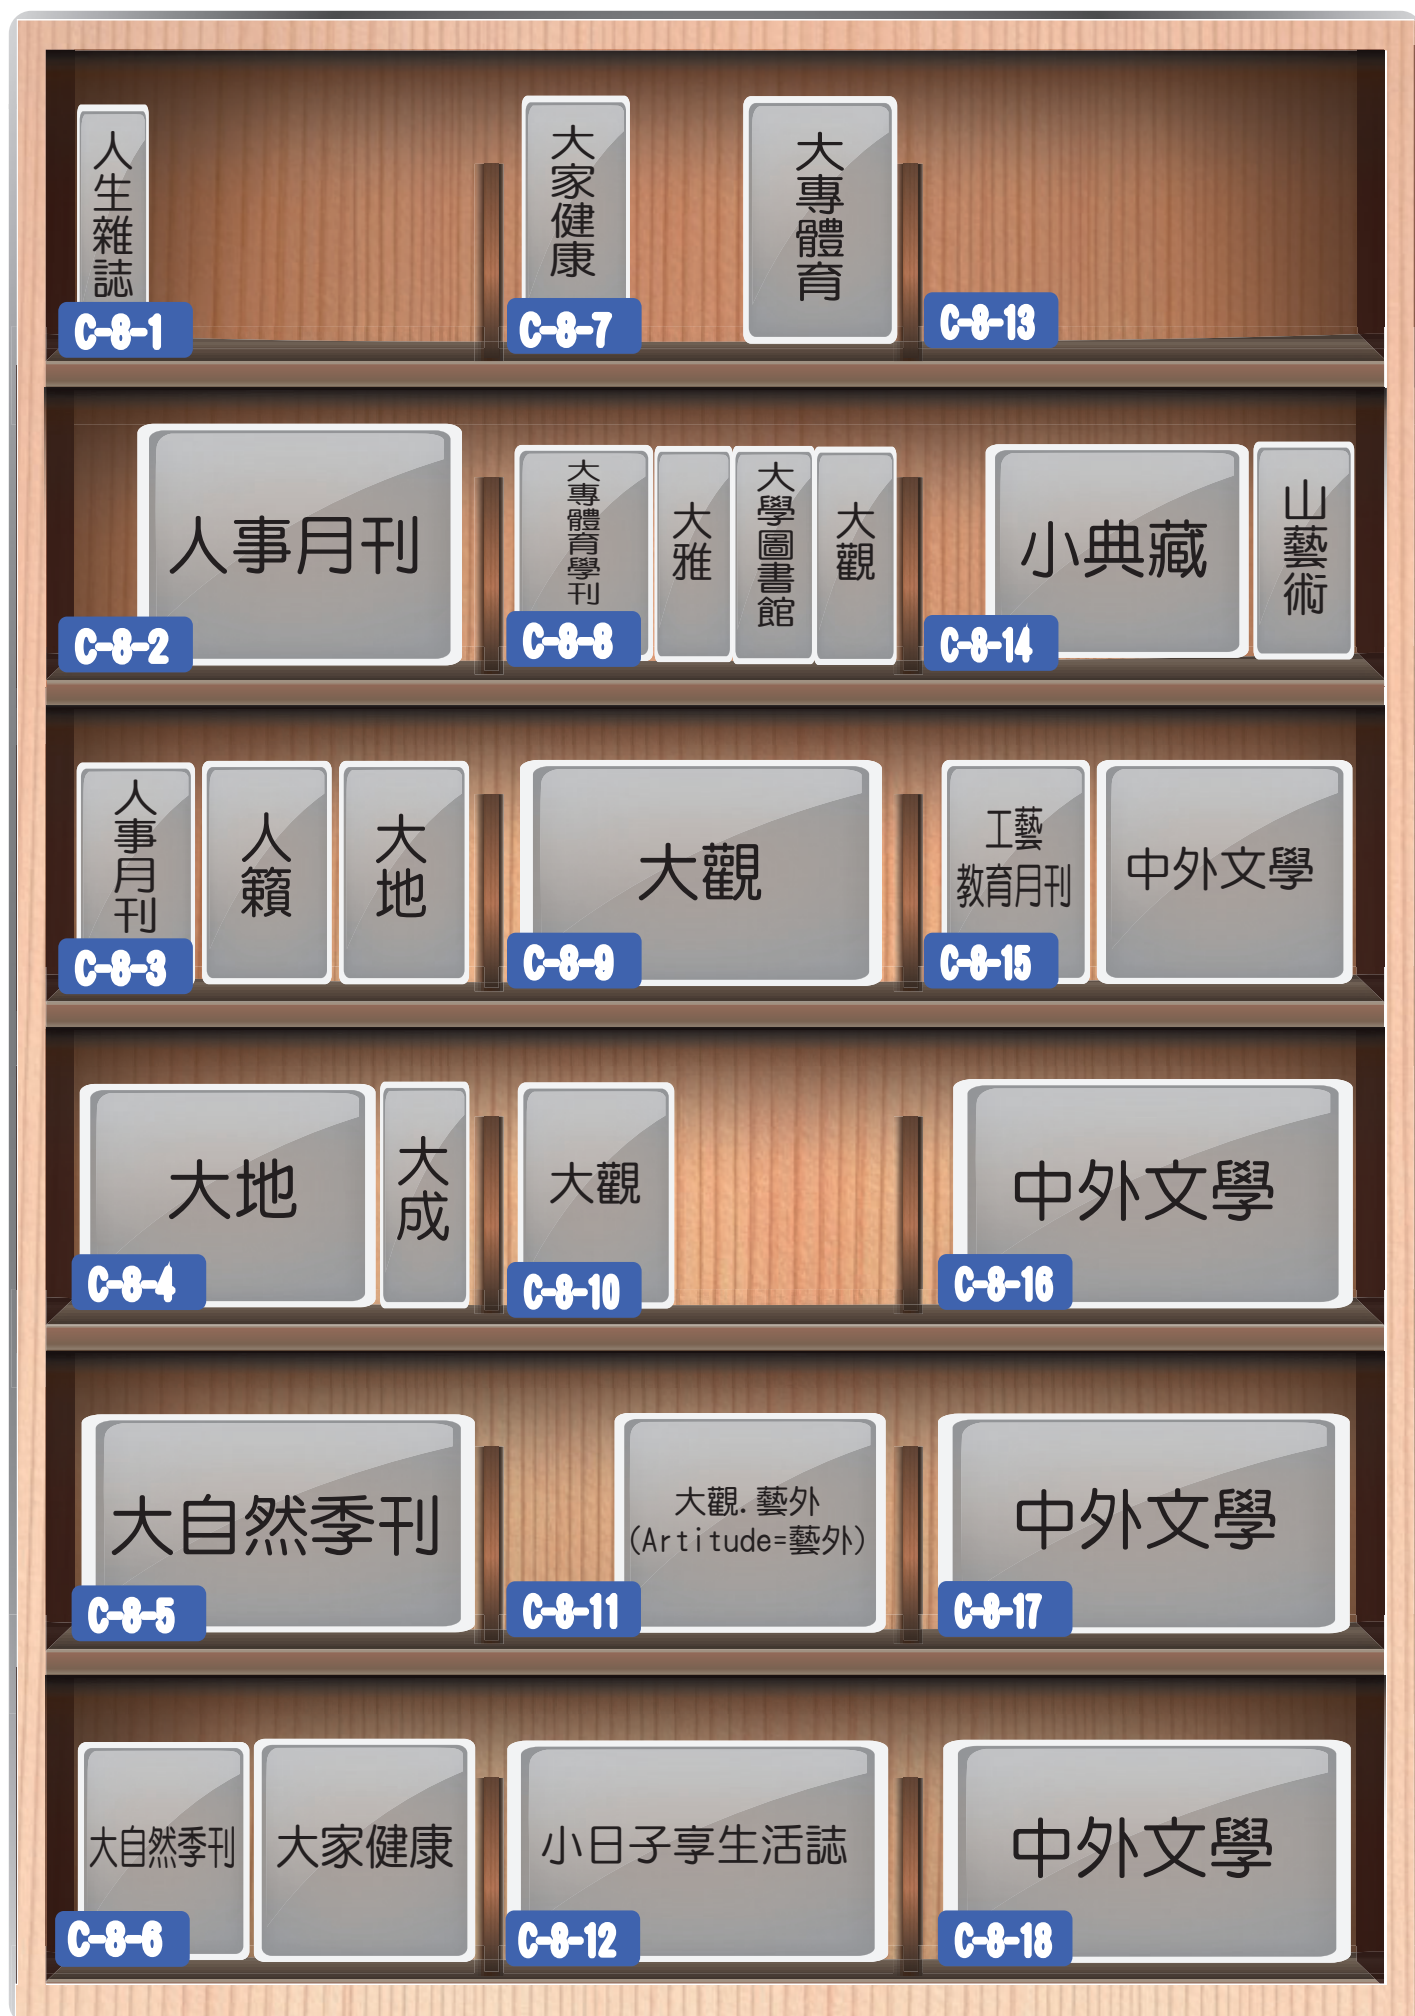 人生雜誌
C-8-1
大家健康
C-8-7
大專體育
C-8-13
人事月刊
C-8-2
大專體育學刊
C-8-8
大雅
大學圖書館
大觀
小典藏
C-8-14
山藝術
人事月刊
C-8-3
人籟
大地
大觀
C-8-9
工藝
教育月刊
C-8-15
中外文學
大地
C-8-4
大成
大觀
C-8-10
中外文學
C-8-16
大自然季刊
C-8-5
大觀.藝外
(Artitude=藝外)
C-8-11
中外文學
C-8-17
大自然季刊
C-8-6
大家健康
小日子享生活誌
C-8-12
中外文學
C-8-18